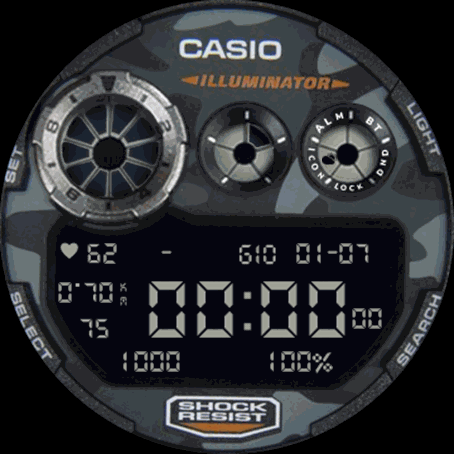 CASIO
ILLUMINATOR
LIGHT
SET
ALM BT
ICON LOCK DND
62 - 610 01-07
0°70
75 00:00 00
1000 100%
SELECT
SEARCH
SHOCK
RESIST